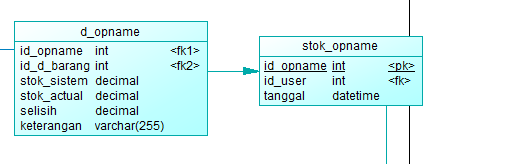 d_opname
id_opname int <fk1>
id_d_barang int <fk2>
stok_sistem decimal
stok_actual decimal
selisih decimal
keterangan varchar(255)
stok_opname
id_opname int <pk>
id_user int <fk>
tanggal datetime